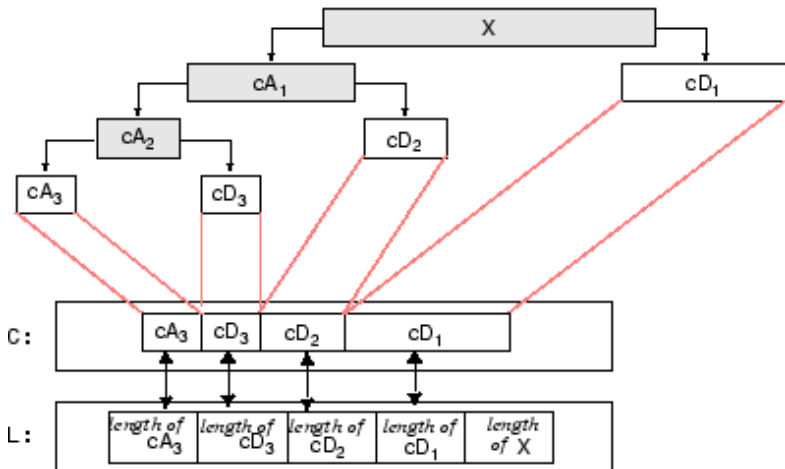 X
cA₁
cD₁
cA₂
cD₂
cA₃
cD₃
C:
cA₃ cD₃ cD₂ cD₁
L:
length of length of length of length of length
cA₃ cD₃ cD₂ cD₁ of X